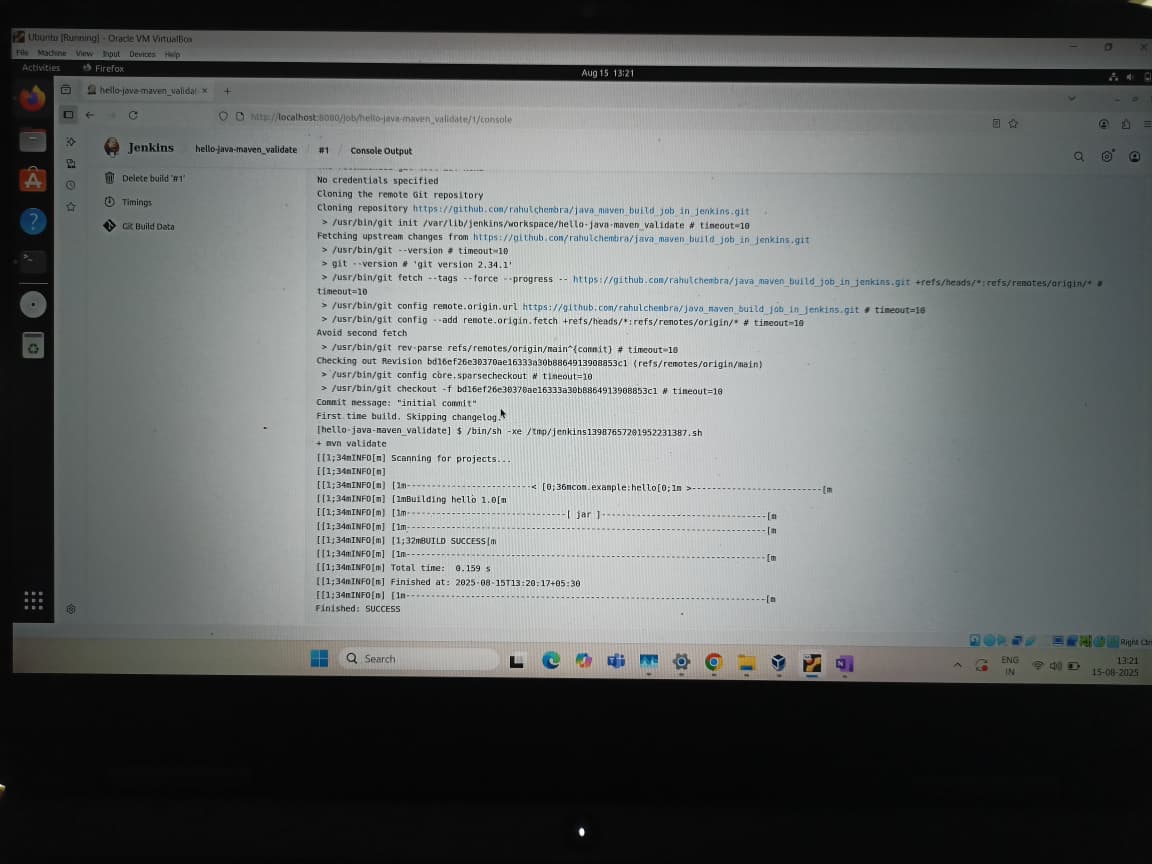 Ubuntu [Running] - Oracle VM VirtualBox
File Machine View Input Devices Help
Activities Firefox Aug 15 13:21
hello-java-maven_validat
http://localhost:8080/job/hello-java-maven_validate/1/console
Jenkins hello-java-maven_validate / #1 / Console Output
Delete build '#1'
Timings
Git Build Data
No credentials specified
Cloning the remote Git repository
Cloning repository https://github.com/rahulchembra/java_maven_build_job_in_jenkins.git
> /usr/bin/git init /var/lib/jenkins/workspace/hello-java-maven_validate # timeout=10
Fetching upstream changes from https://github.com/rahulchembra/java_maven_build_job_in_jenkins.git
> /usr/bin/git --version # timeout=10
> git --version # 'git version 2.34.1'
> /usr/bin/git fetch --tags --force --progress -- https://github.com/rahulchembra/java_maven_build_job_in_jenkins.git +refs/heads/*:refs/remotes/origin/* #
timeout=10
> /usr/bin/git config remote.origin.url https://github.com/rahulchembra/java_maven_build_job_in_jenkins.git # timeout=10
> /usr/bin/git config --add remote.origin.fetch +refs/heads/*:refs/remotes/origin/* # timeout=10
Avoid second fetch
> /usr/bin/git rev-parse refs/remotes/origin/main^{commit} # timeout=10
Checking out Revision bd16ef26e30370ae16333a30b8864913908853c1 (refs/remotes/origin/main)
> /usr/bin/git config core.sparsecheckout # timeout=10
> /usr/bin/git checkout -f bd16ef26e30370ae16333a30b8864913908853c1 # timeout=10
Commit message: "initial commit"
First time build. Skipping changelog.
[hello-java-maven_validate] $ /bin/sh -xe /tmp/jenkins13987657201952231387.sh
+ mvn validate
[[1;34mINFO[m] Scanning for projects...
[[1;34mINFO[m]
[[1;34mINFO[m] [1m-----------------------< [0;36mcom.example:hello[0;1m >------------------------[m
[[1;34mINFO[m] [1mBuilding hello 1.0[m
[[1;34mINFO[m] [1m--------------------------------[ jar ]---------------------------------[m
[[1;34mINFO[m] [1m------------------------------------------------------------------------[m
[[1;34mINFO[m] [1;32mBUILD SUCCESS[m
[[1;34mINFO[m] [1m------------------------------------------------------------------------[m
[[1;34mINFO[m] Total time:  0.159 s
[[1;34mINFO[m] Finished at: 2025-08-15T13:20:17+05:30
[[1;34mINFO[m] [1m------------------------------------------------------------------------[m
Finished: SUCCESS
Right Ctrl
Search
ENG
IN
13:21
15-08-2025